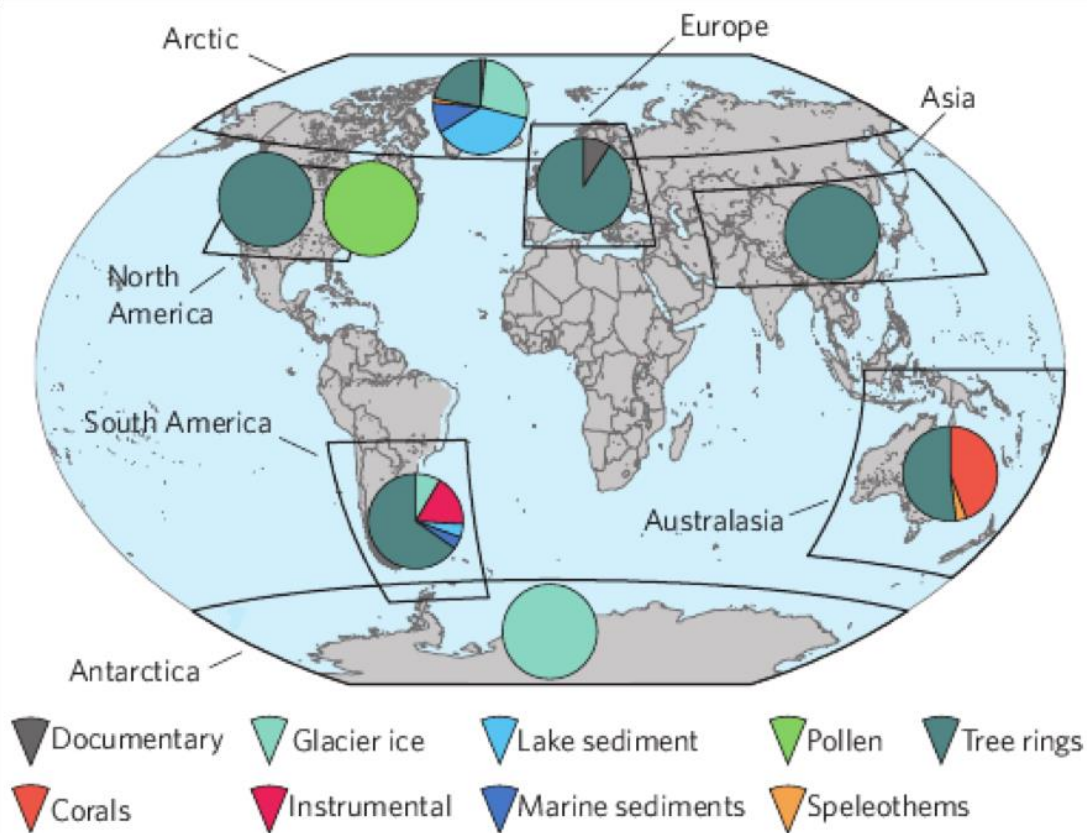 Arctic
Europe
Asia
North
America
South America
Australasia
Antarctica
Documentary
Glacier ice
Lake sediment
Pollen
Tree rings
Corals
Instrumental
Marine sediments
Speleothems